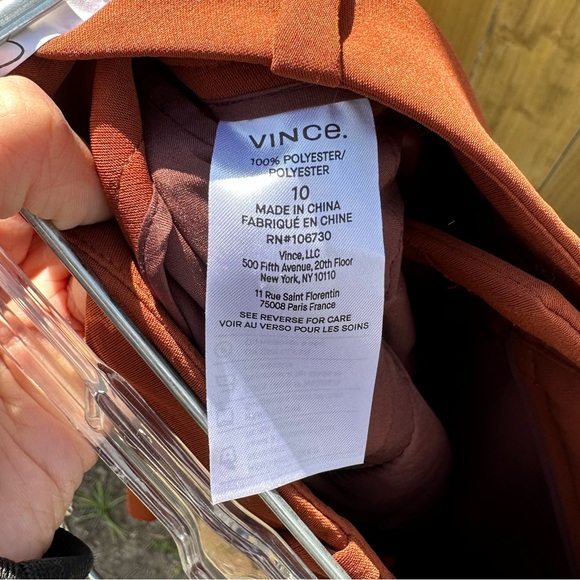 VINCe.
100% POLYESTER/
POLYESTER
10
MADE IN CHINA
FABRIQUÉ EN CHINE
RN#106730
Vince, LLC
500 Fifth Avenue, 20th Floor
New York, NY 10110
11 Rue Saint Florentin
75008 Paris France
SEE REVERSE FOR CARE
VOIR AU VERSO POUR LES SOINS